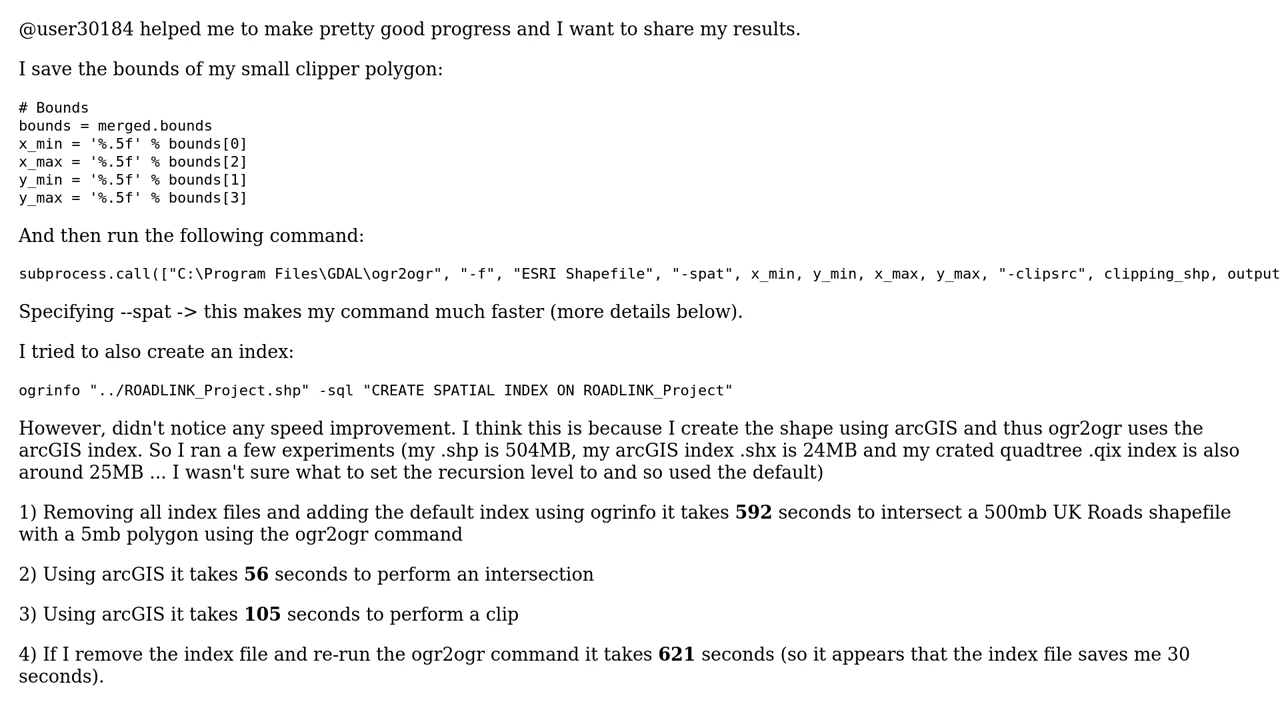 @user30184 helped me to make pretty good progress and I want to share my results.
I save the bounds of my small clipper polygon:
# Bounds
bounds = merged.bounds
x_min = '%.5f' % bounds[0]
x_max = '%.5f' % bounds[2]
y_min = '%.5f' % bounds[1]
y_max = '%.5f' % bounds[3]
And then run the following command:
subprocess.call(["C:\Program Files\GDAL\ogr2ogr", "-f", "ESRI Shapefile", "-spat", x_min, y_min, x_max, y_max, "-clipsrc", clipping_shp, output
Specifying --spat -> this makes my command much faster (more details below).
I tried to also create an index:
ogrinfo "../ROADLINK_Project.shp" -sql "CREATE SPATIAL INDEX ON ROADLINK_Project"
However, didn't notice any speed improvement. I think this is because I create the shape using arcGIS and thus ogr2ogr uses the
arcGIS index. So I ran a few experiments (my .shp is 504MB, my arcGIS index .shx is 24MB and my crated quadtree .qix index is also
around 25MB ... I wasn't sure what to set the recursion level to and so used the default)
1) Removing all index files and adding the default index using ogrinfo it takes 592 seconds to intersect a 500mb UK Roads shapefile
with a 5mb polygon using the ogr2ogr command
2) Using arcGIS it takes 56 seconds to perform an intersection
3) Using arcGIS it takes 105 seconds to perform a clip
4) If I remove the index file and re-run the ogr2ogr command it takes 621 seconds (so it appears that the index file saves me 30
seconds).